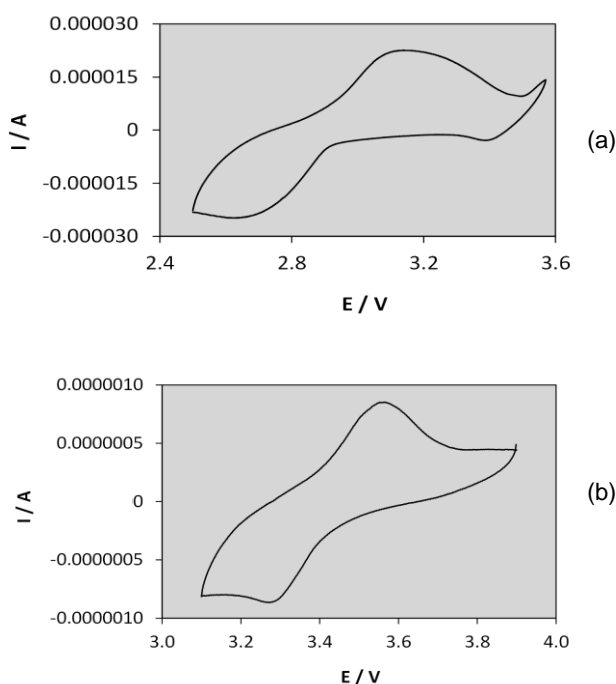 0.000030
0.000015
0
-0.000015
-0.000030
I / A
2.4 2.8 3.2 3.6
E / V
(a)
0.0000010
0.0000005
0
-0.0000005
-0.0000010
I / A
3.0 3.2 3.4 3.6 3.8 4.0
E / V
(b)